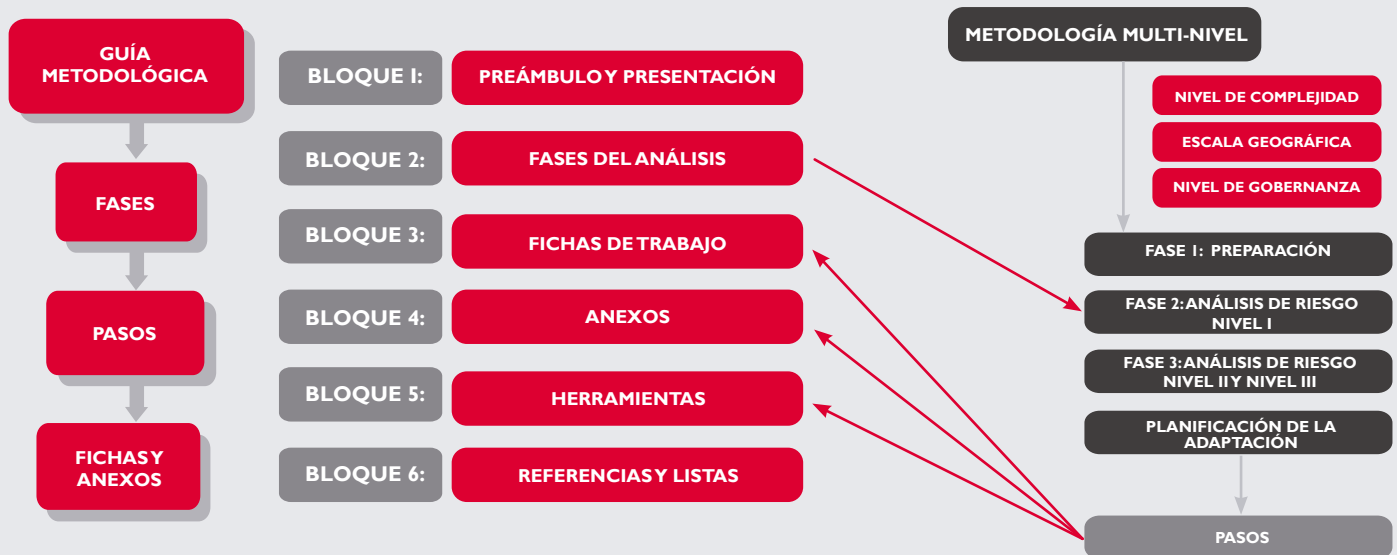 GUÍA
METODOLÓGICA
FASES
PASOS
FICHAS Y
ANEXOS
BLOQUE 1: PREÁMBULO Y PRESENTACIÓN
BLOQUE 2: FASES DEL ANÁLISIS
BLOQUE 3: FICHAS DE TRABAJO
BLOQUE 4: ANEXOS
BLOQUE 5: HERRAMIENTAS
BLOQUE 6: REFERENCIAS Y LISTAS
METODOLOGÍA MULTI-NIVEL
NIVEL DE COMPLEJIDAD
ESCALA GEOGRÁFICA
NIVEL DE GOBERNANZA
FASE 1: PREPARACIÓN
FASE 2: ANÁLISIS DE RIESGO
NIVEL I
FASE 3: ANÁLISIS DE RIESGO
NIVEL II Y NIVEL III
PLANIFICACIÓN DE LA
ADAPTACIÓN
PASOS